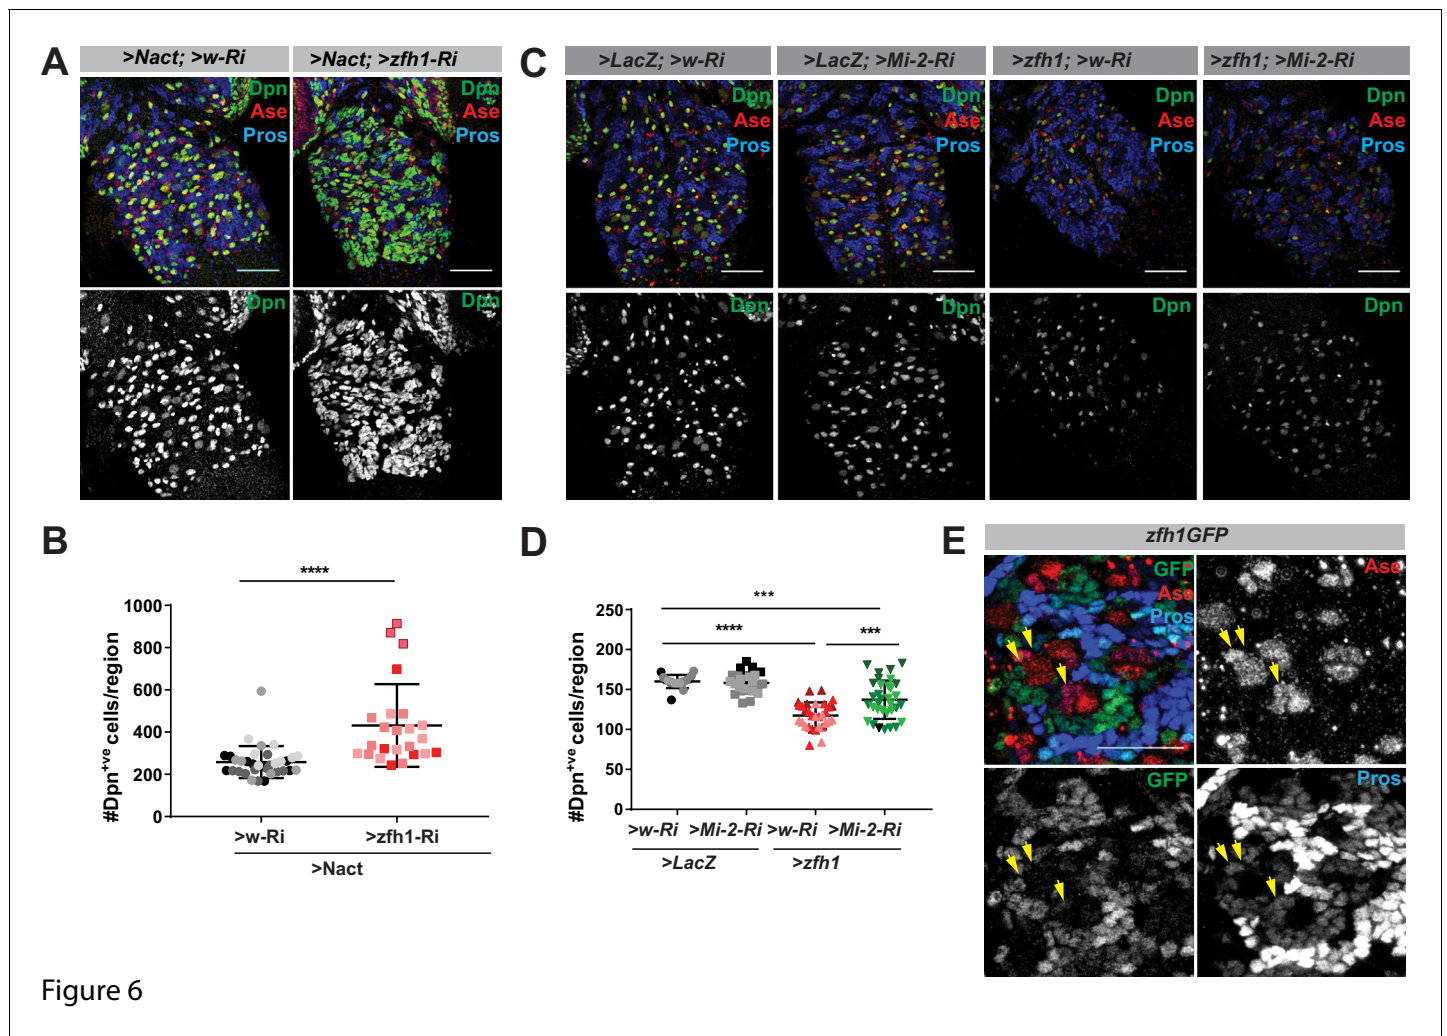 A
>Nact; >w-Ri
>Nact; >zfh1-Ri
Dpn
Ase
Pros
Dpn
Ase
Pros
Dpn
Dpn
C
>LacZ; >w-Ri
>LacZ; >Mi-2-Ri
>zfh1; >w-Ri
>zfh1; >Mi-2-Ri
Dpn
Ase
Pros
Dpn
Ase
Pros
Dpn
Ase
Pros
Dpn
Ase
Pros
Dpn
Dpn
Dpn
Dpn
B
****
#Dpn+ve cells/region
1000
800
600
400
200
0
>w-Ri
>zfh1-Ri
>Nact
D
***
****
***
#Dpn+ve cells/region
250
200
150
100
50
0
>w-Ri >Mi-2-Ri >w-Ri >Mi-2-Ri
>LacZ
>zfh1
E
zfh1GFP
GFP
Ase
Pros
Ase
GFP
Pros
Figure 6